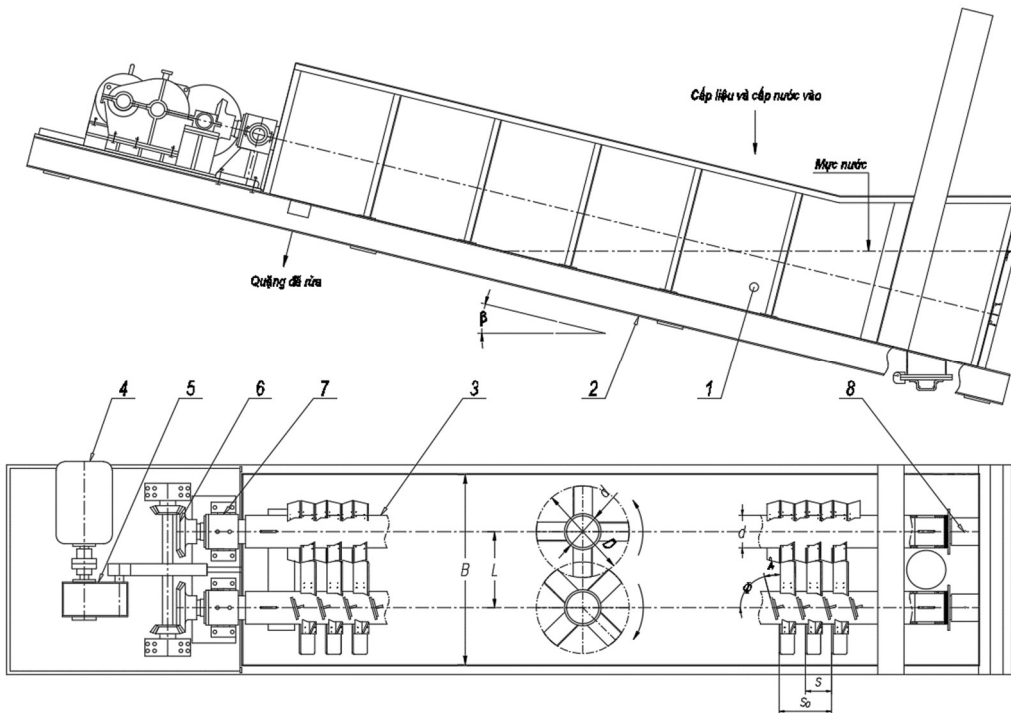 Cấp liệu và cấp nước vào
Mực nước
Quặng đã rửa
β
4
5
6
7
3
2
1
8
B
L
d
D
d
A
Φ
S
S₀